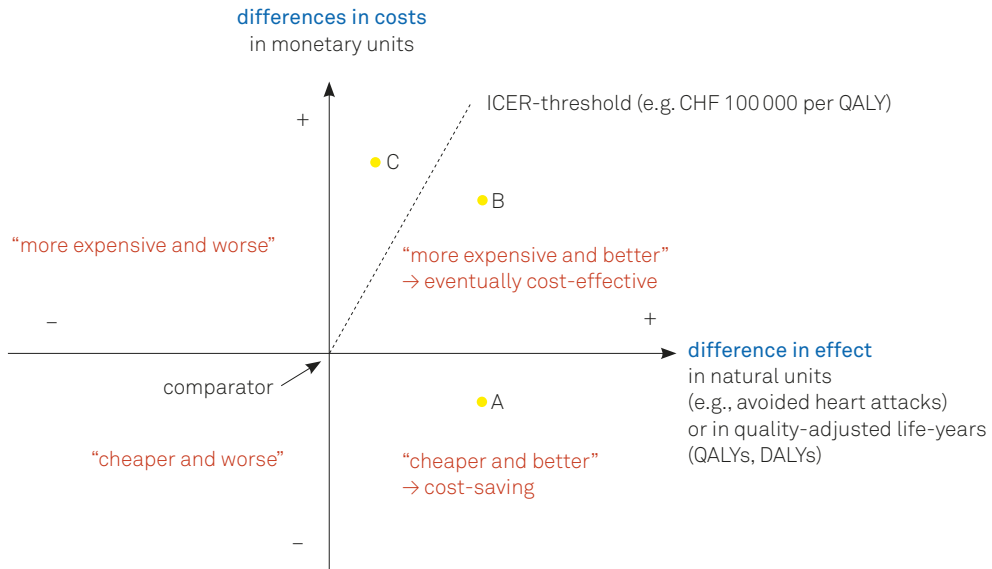 differences in costs
in monetary units
ICER-threshold (e.g. CHF 100 000 per QALY)
+
C
B
“more expensive and worse”
“more expensive and better”
→ eventually cost-effective
–
+
difference in effect
in natural units
(e.g., avoided heart attacks)
or in quality-adjusted life-years
(QALYs, DALYs)
comparator
A
“cheaper and worse”
“cheaper and better”
→ cost-saving
–